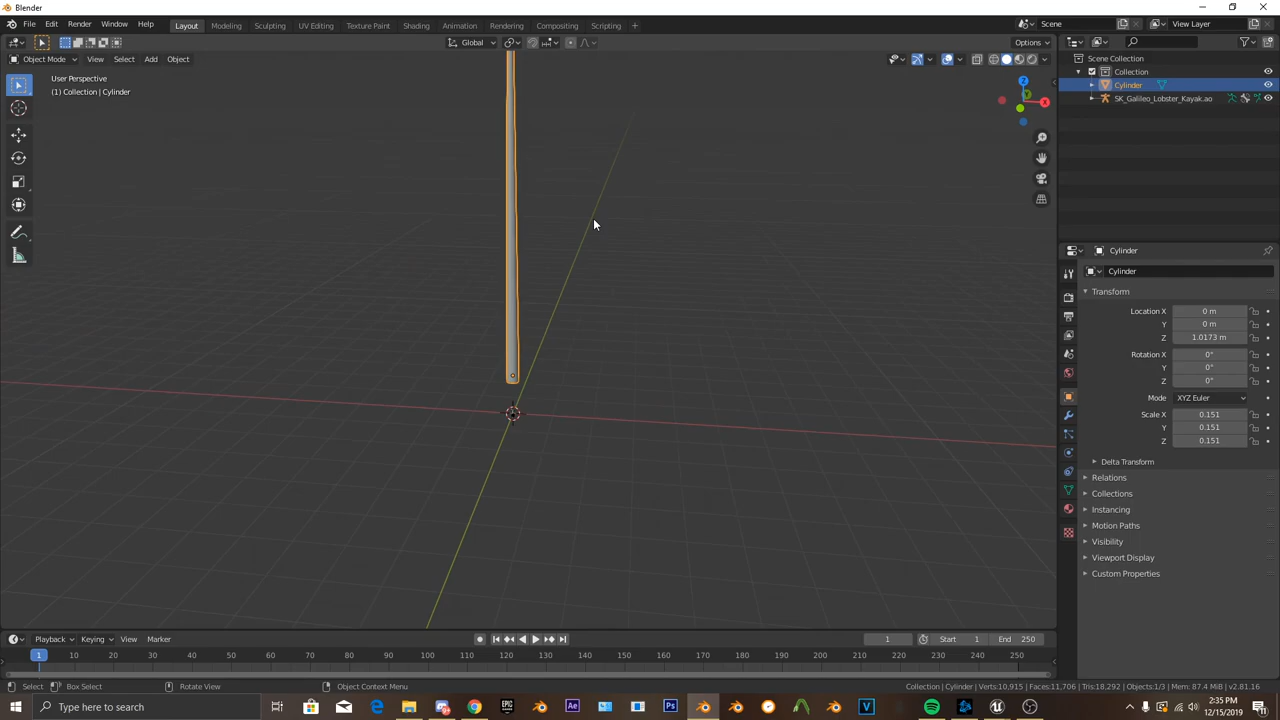 Blender
File Edit Render Window Help Layout Modeling Sculpting UV Editing Texture Paint Shading Animation Rendering Compositing Scripting + Scene View Layer
Global Options
Object Mode View Select Add Object
User Perspective
(1) Collection | Cylinder
Z
Y
X
Scene Collection
Collection
Cylinder
SK_Galileo_Lobster_Kayak.ao
Cylinder
Cylinder
Transform
Location X 0 m
Y 0 m
Z 1.0173 m
Rotation X 0°
Y 0°
Z 0°
Mode XYZ Euler
Scale X 0.151
Y 0.151
Z 0.151
Delta Transform
Relations
Collections
Instancing
Motion Paths
Visibility
Viewport Display
Custom Properties
Playback Keying View Marker 1 Start 1 End 250
1 10 20 30 40 50 60 70 80 90 100 110 120 130 140 150 160 170 180 190 200 210 220 230 240 250
Select Box Select Rotate View Object Context Menu Collection | Cylinder | Verts:10,915 | Faces:11,706 | Tris:18,292 | Objects:1/3 | Mem: 87.4 MiB | v2.81.16
Type here to search
2:35 PM
12/15/2019